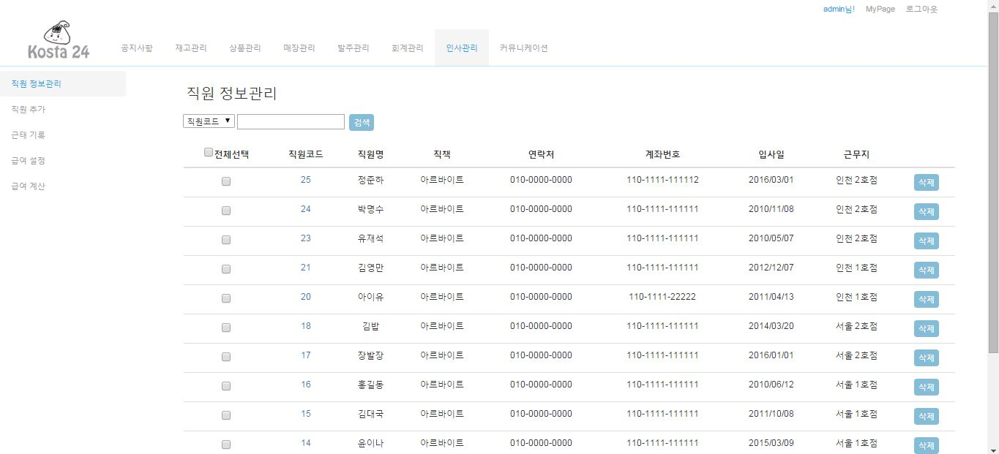 admin님! MyPage 로그아웃
Kosta 24 공지사항 재고관리 상품관리 매장관리 발주관리 회계관리 인사관리 커뮤니케이션
직원 정보관리
직원 추가
근태 기록
급여 설정
급여 계산
직원 정보관리
직원코드 검색
전체선택 직원코드 직원명 직책 연락처 계좌번호 입사일 근무지
25 정준하 아르바이트 010-0000-0000 110-1111-111112 2016/03/01 인천 2호점 삭제
24 박명수 아르바이트 010-0000-0000 110-1111-111111 2010/11/08 인천 2호점 삭제
23 유재석 아르바이트 010-0000-0000 110-1111-111111 2010/05/07 인천 2호점 삭제
21 김영만 아르바이트 010-0000-0000 110-1111-111111 2012/12/07 인천 1호점 삭제
20 아이유 아르바이트 010-0000-0000 110-1111-22222 2011/04/13 인천 1호점 삭제
18 김밥 아르바이트 010-0000-0000 110-1111-111111 2014/03/20 서울 2호점 삭제
17 장발장 아르바이트 010-0000-0000 110-1111-111111 2016/01/01 서울 2호점 삭제
16 홍길동 아르바이트 010-0000-0000 110-1111-111111 2010/06/12 서울 1호점 삭제
15 김대국 아르바이트 010-0000-0000 110-1111-111111 2011/10/08 서울 1호점 삭제
14 윤이나 아르바이트 010-0000-0000 110-1111-111111 2015/03/09 서울 1호점 삭제